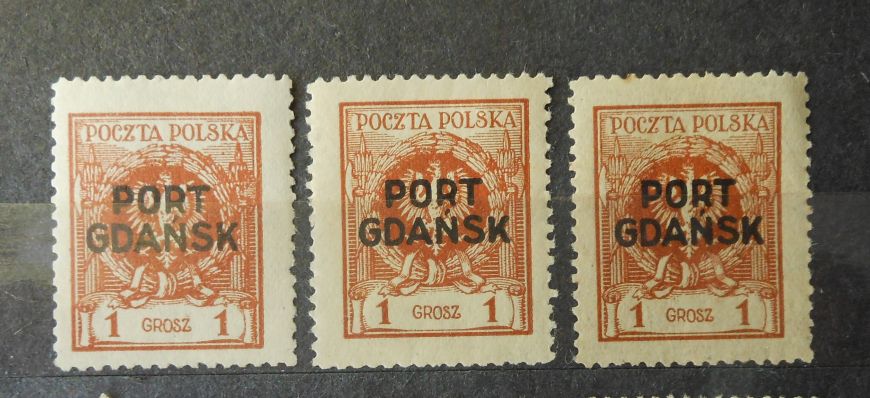 POCZTA POLSKA
PORT
GDAŃSK
1 GROSZ 1
POCZTA POLSKA
PORT
GDAŃSK
1 GROSZ 1
POCZTA POLSKA
PORT
GDAŃSK
1 GROSZ 1